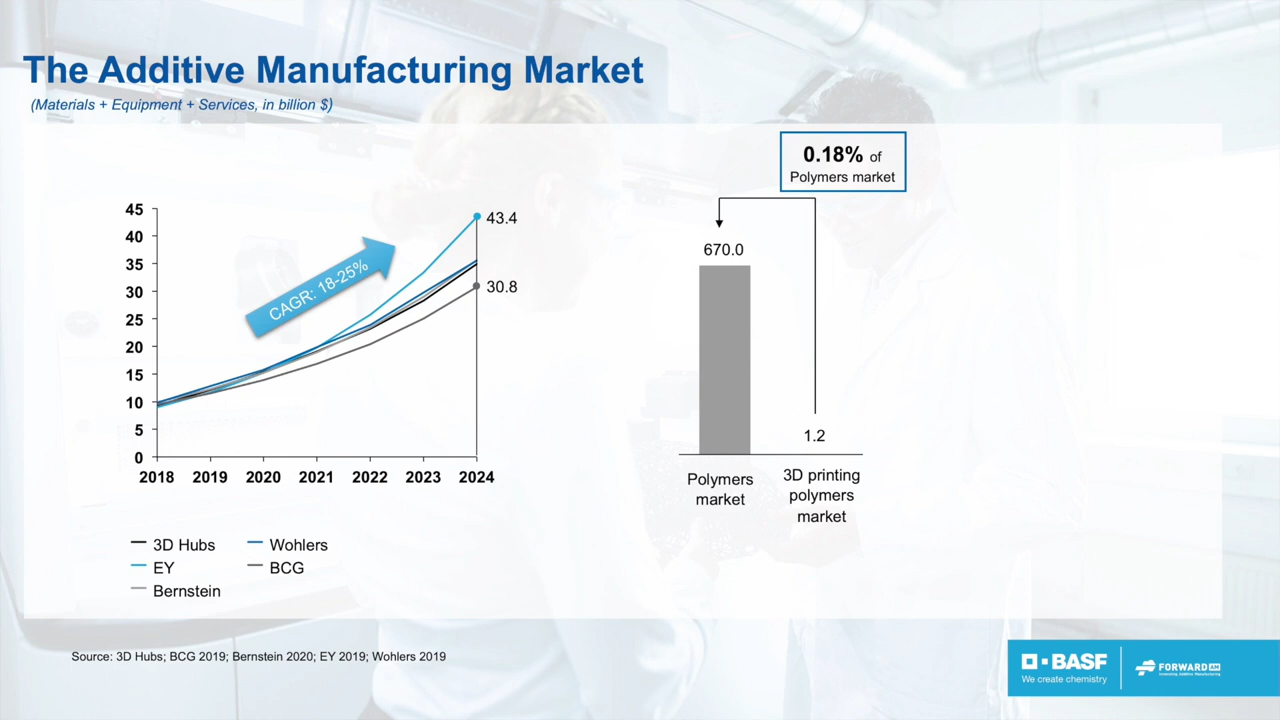 The Additive Manufacturing Market
(Materials + Equipment + Services, in billion $)
0.18% of
Polymers market
45
40
35
30
25
20
15
10
5
0
2018 2019 2020 2021 2022 2023 2024
CAGR: 18-25%
43.4
30.8
3D Hubs
Wohlers
EY
BCG
Bernstein
670.0
1.2
Polymers
market
3D printing
polymers
market
Source: 3D Hubs; BCG 2019; Bernstein 2020; EY 2019; Wohlers 2019
BASF
We create chemistry
FORWARD AM
Innovating Additive Manufacturing